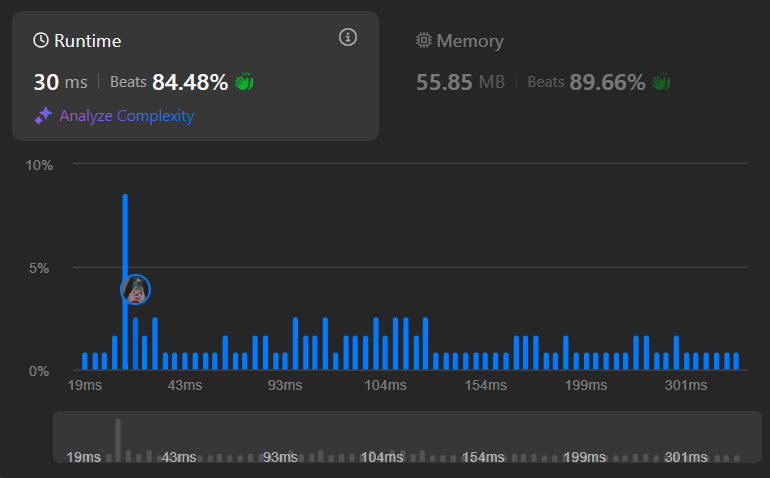 Runtime
30 ms Beats 84.48%
Analyze Complexity
Memory
55.85 MB Beats 89.66%
10%
5%
0%
19ms 43ms 93ms 104ms 154ms 199ms 301ms
19ms 43ms 93ms 104ms 154ms 199ms 301ms